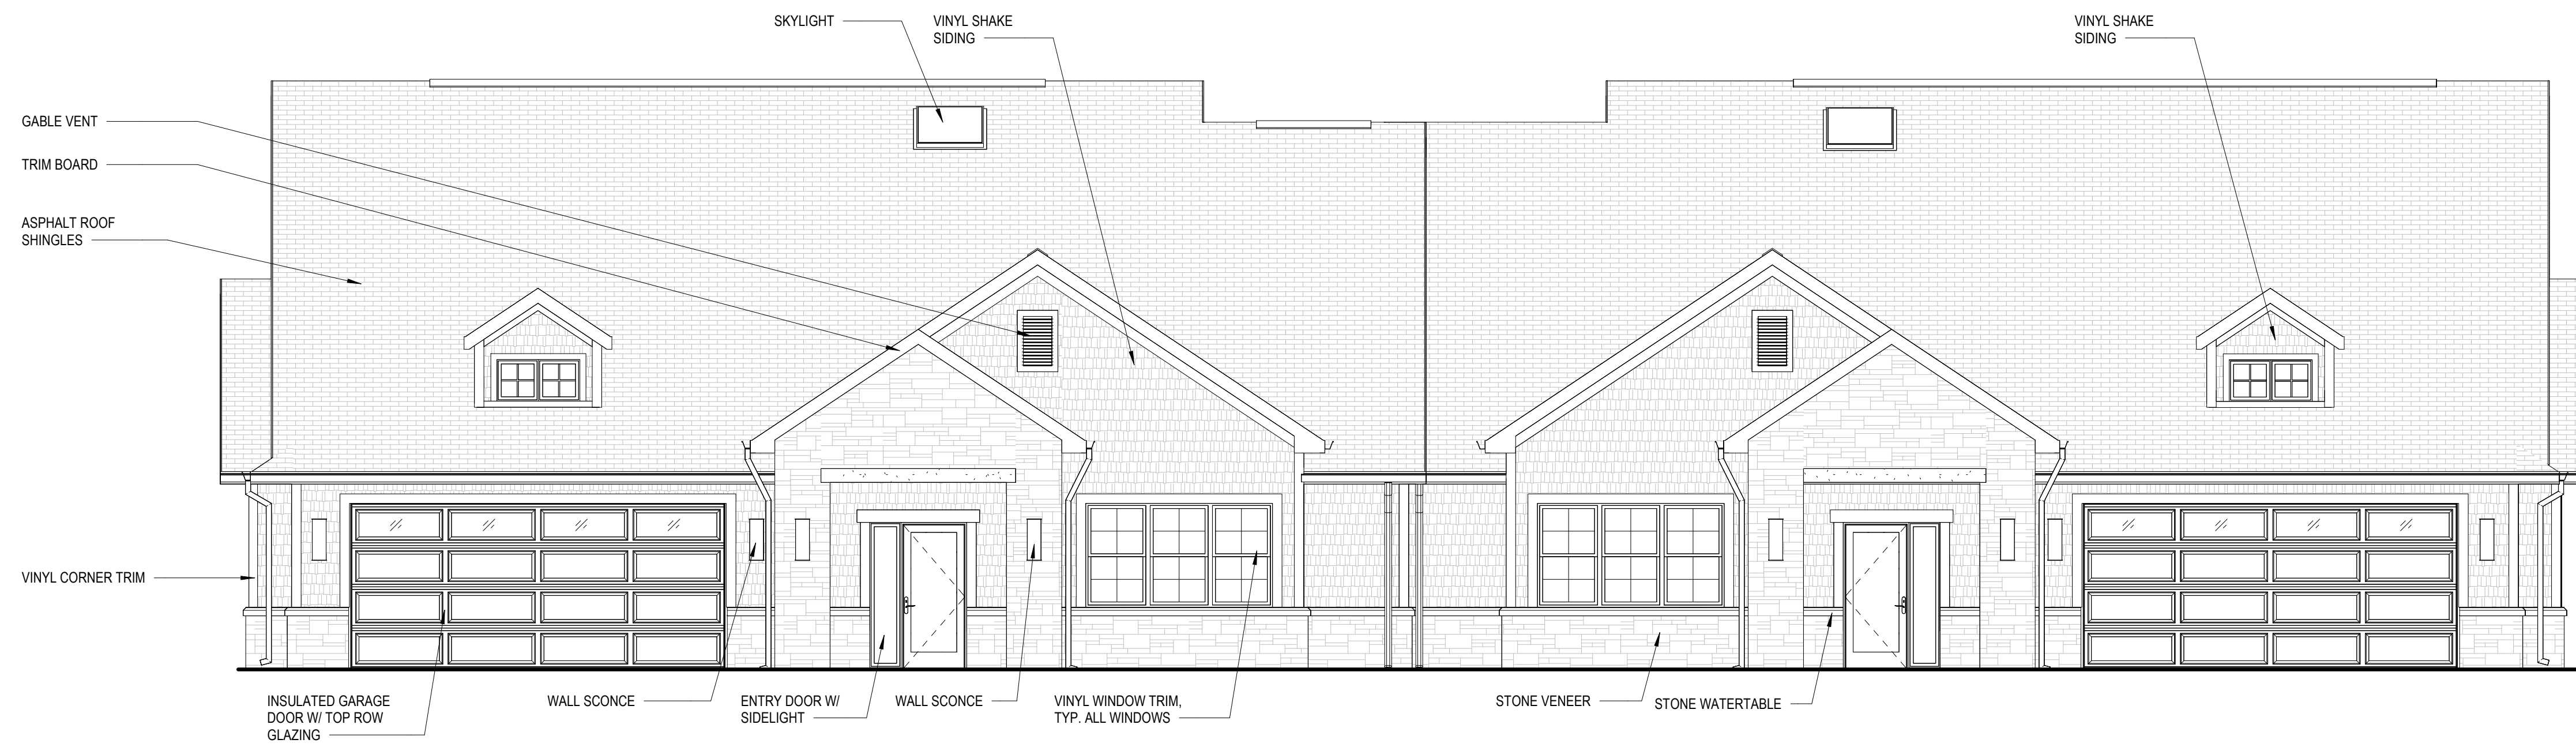 SKYLIGHT
VINYL SHAKE
SIDING
VINYL SHAKE
SIDING
GABLE VENT
TRIM BOARD
ASPHALT ROOF
SHINGLES
VINYL CORNER TRIM
INSULATED GARAGE
DOOR W/ TOP ROW
GLAZING
WALL SCONCE
ENTRY DOOR W/
SIDELIGHT
WALL SCONCE
VINYL WINDOW TRIM,
TYP. ALL WINDOWS
STONE VENEER
STONE WATERTABLE